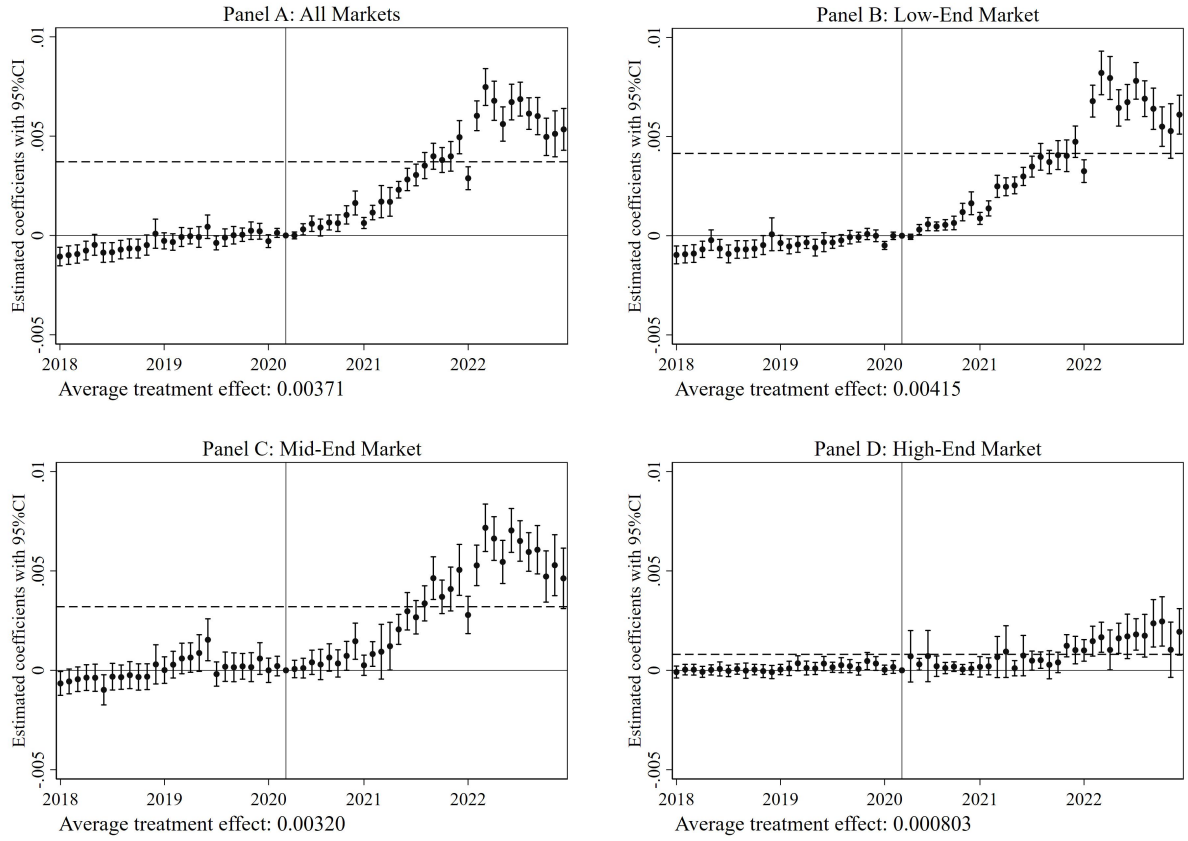 Panel A: All Markets
Estimated coefficients with 95%CI
.01
.005
0
-.005
2018 2019 2020 2021 2022
Average treatment effect: 0.00371
Panel B: Low-End Market
Estimated coefficients with 95%CI
.01
.005
0
-.005
2018 2019 2020 2021 2022
Average treatment effect: 0.00415
Panel C: Mid-End Market
Estimated coefficients with 95%CI
.01
.005
0
-.005
2018 2019 2020 2021 2022
Average treatment effect: 0.00320
Panel D: High-End Market
Estimated coefficients with 95%CI
.01
.005
0
-.005
2018 2019 2020 2021 2022
Average treatment effect: 0.000803